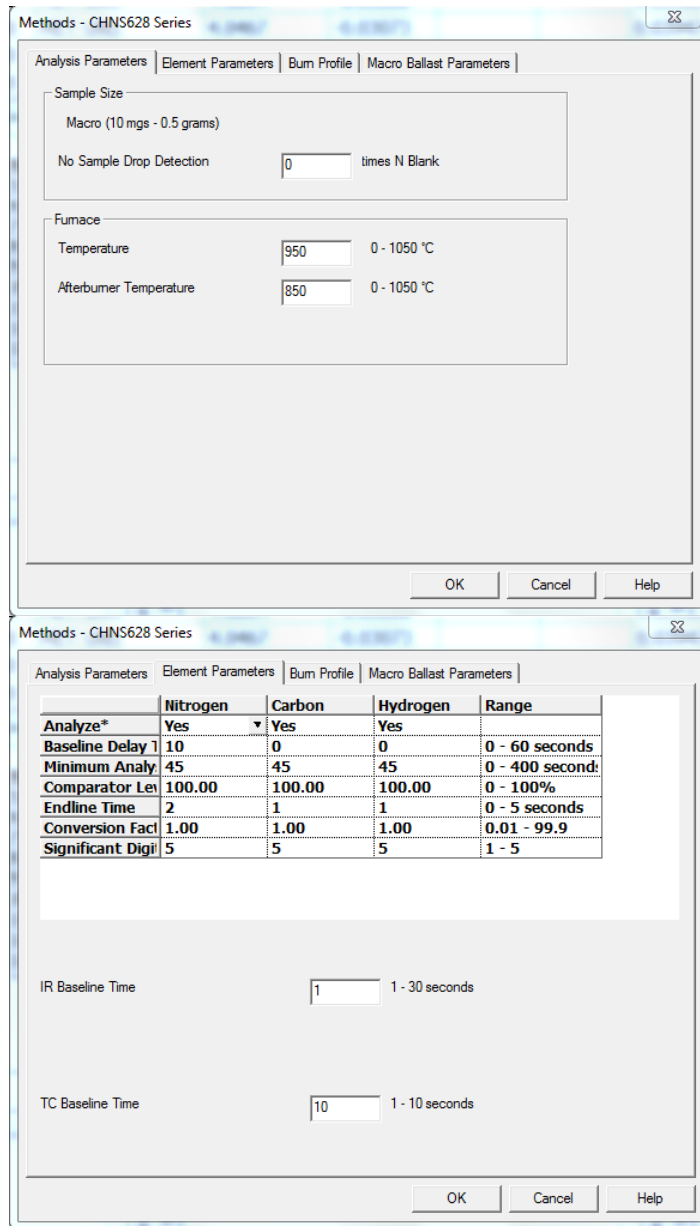 Methods - CHNS628 Series
Analysis Parameters Element Parameters Burn Profile Macro Ballast Parameters
Sample Size
Macro (10 mgs - 0.5 grams)
No Sample Drop Detection 0 times N Blank
Furnace
Temperature 950 0 - 1050 °C
Afterburner Temperature 850 0 - 1050 °C
OK Cancel Help
Methods - CHNS628 Series
Analysis Parameters Element Parameters Burn Profile Macro Ballast Parameters
Nitrogen Carbon Hydrogen Range
Analyze* Yes Yes Yes
Baseline Delay T 10 0 0 0 - 60 seconds
Minimum Analy 45 45 45 0 - 400 second
Comparator Lev 100.00 100.00 100.00 0 - 100%
Endline Time 2 1 1 0 - 5 seconds
Conversion Fact 1.00 1.00 1.00 0.01 - 99.9
Significant Digi 5 5 5 1 - 5
IR Baseline Time 1 1 - 30 seconds
TC Baseline Time 10 1 - 10 seconds
OK Cancel Help